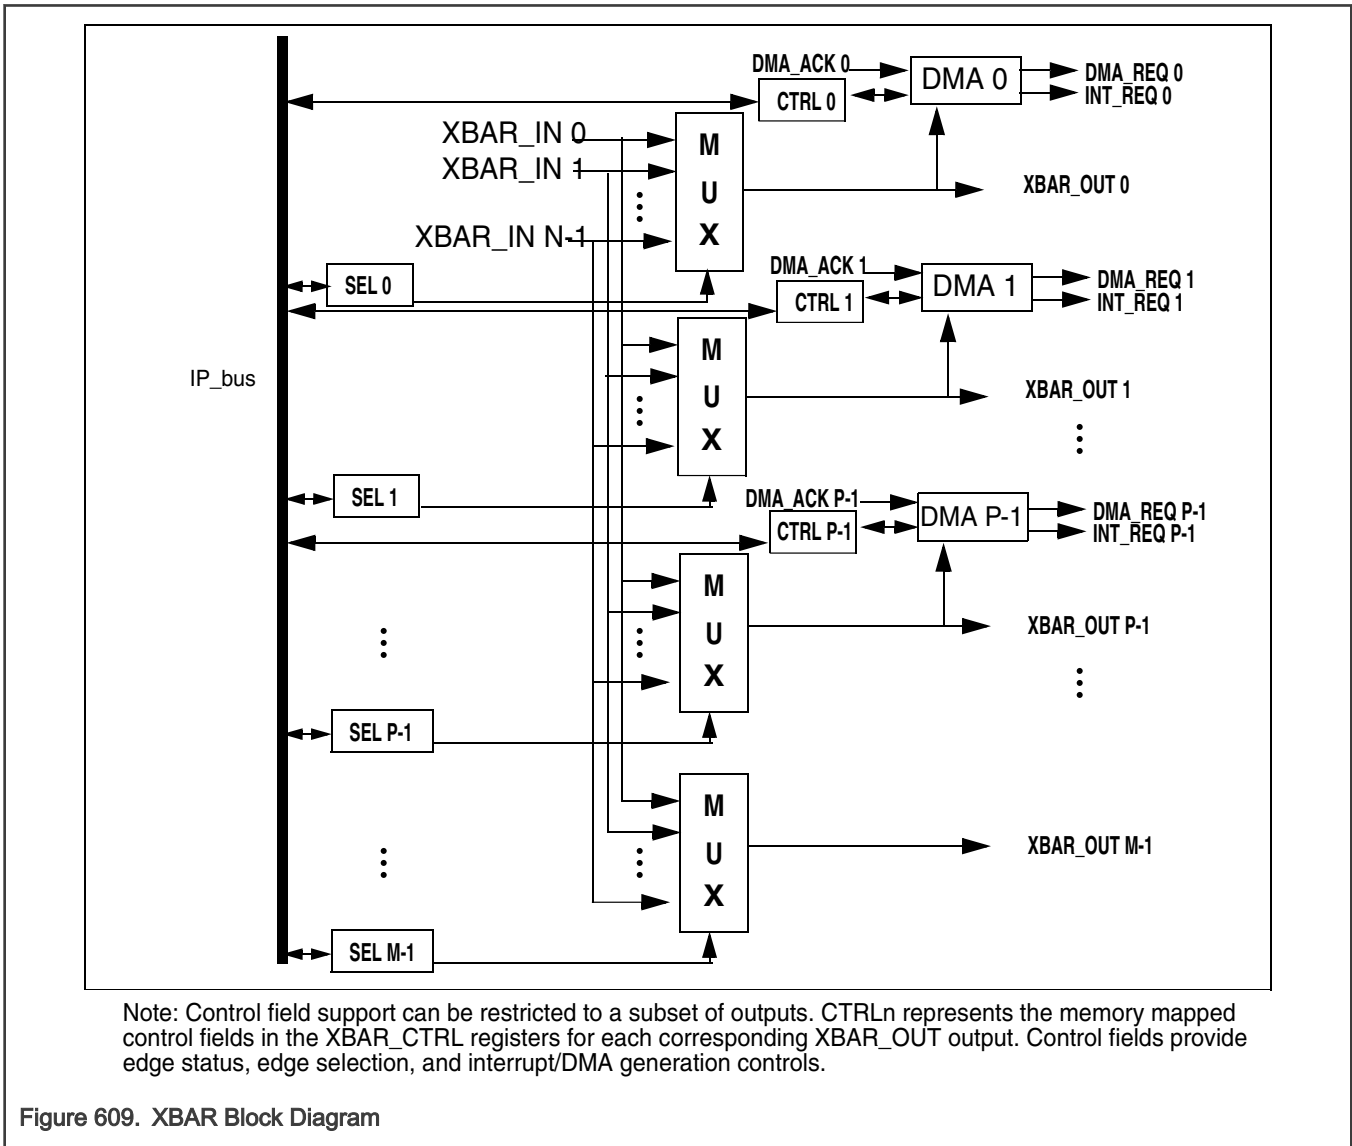 DMA_ACK 0
DMA 0
DMA_REQ 0
INT_REQ 0
CTRL 0
XBAR_IN 0
XBAR_IN 1
XBAR_IN N-1
M
U
X
XBAR_OUT 0
SEL 0
DMA_ACK 1
DMA 1
DMA_REQ 1
INT_REQ 1
CTRL 1
IP_bus
M
U
X
XBAR_OUT 1
SEL 1
DMA_ACK P-1
DMA P-1
DMA_REQ P-1
INT_REQ P-1
CTRL P-1
M
U
X
XBAR_OUT P-1
SEL P-1
M
U
X
XBAR_OUT M-1
SEL M-1
Note: Control field support can be restricted to a subset of outputs. CTRLn represents the memory mapped
control fields in the XBAR_CTRL registers for each corresponding XBAR_OUT output. Control fields provide
edge status, edge selection, and interrupt/DMA generation controls.
Figure 609. XBAR Block Diagram